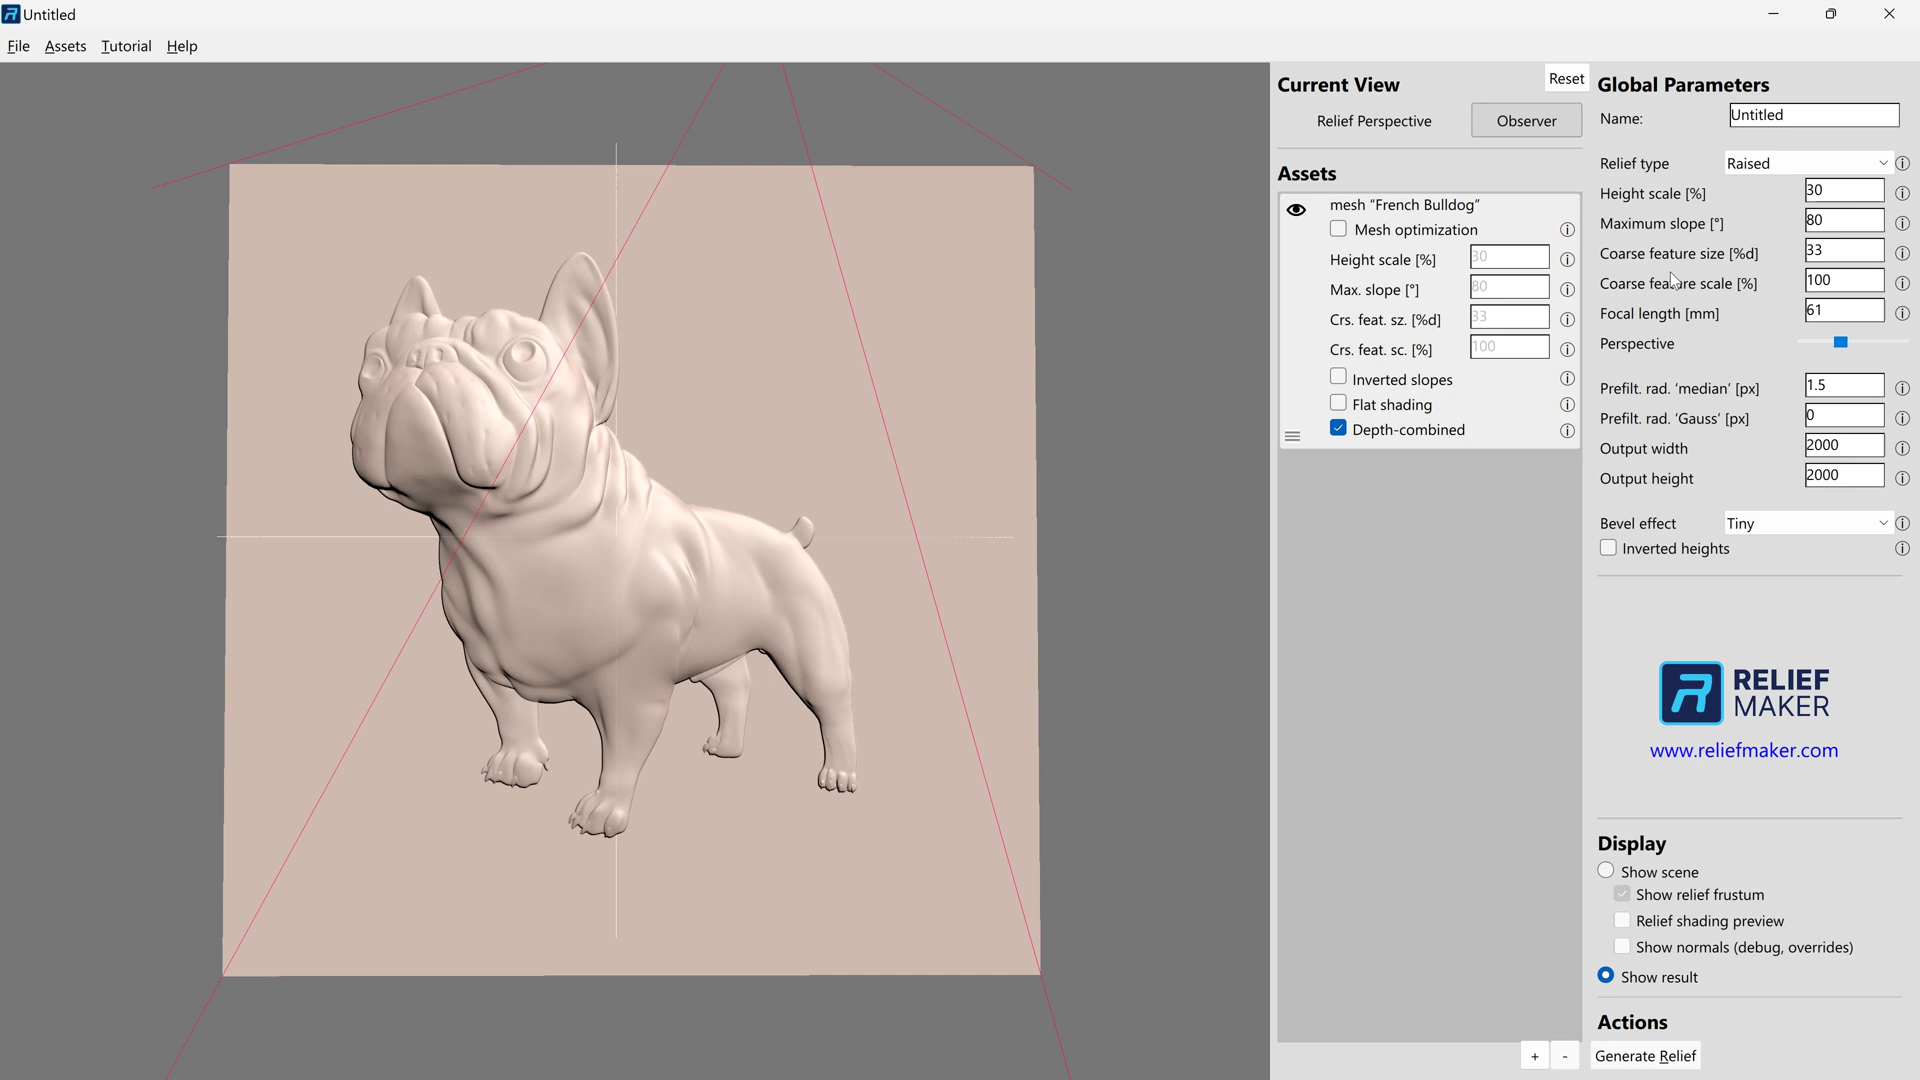 Untitled
File Assets Tutorial Help
Current View
Reset
Relief Perspective
Observer
Assets
mesh "French Bulldog"
Mesh optimization
Height scale [%] 30
Max. slope [°] 80
Crs. feat. sz. [%d] 33
Crs. feat. sc. [%] 100
Inverted slopes
Flat shading
Depth-combined
+ -
Global Parameters
Name: Untitled
Relief type Raised
Height scale [%] 30
Maximum slope [°] 80
Coarse feature size [%d] 33
Coarse feature scale [%] 100
Focal length [mm] 61
Perspective
Prefilt. rad. ‘median’ [px] 1.5
Prefilt. rad. ‘Gauss’ [px] 0
Output width 2000
Output height 2000
Bevel effect Tiny
Inverted heights
RELIEF
MAKER
www.reliefmaker.com
Display
Show scene
Show relief frustum
Relief shading preview
Show normals (debug, overrides)
Show result
Actions
Generate Relief